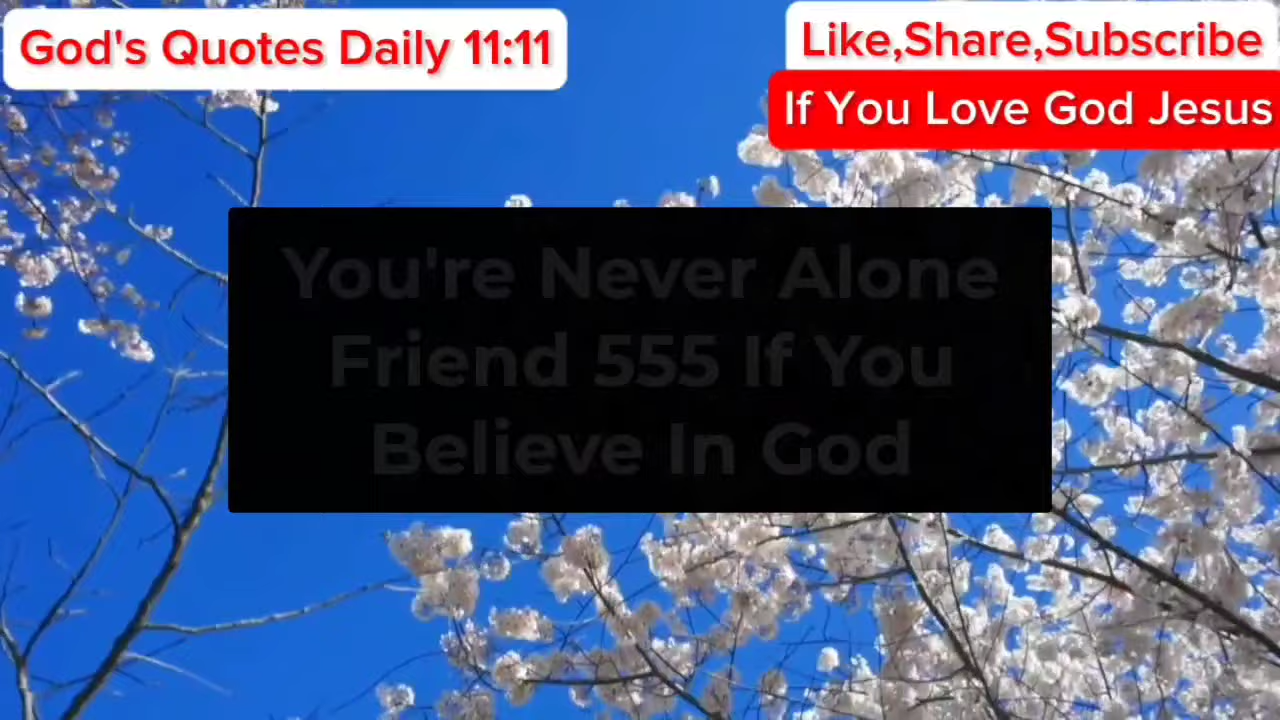 God's Quotes Daily 11:11
Like,Share,Subscribe
If You Love God Jesus
You're Never Alone
Friend 555 If You
Believe In God